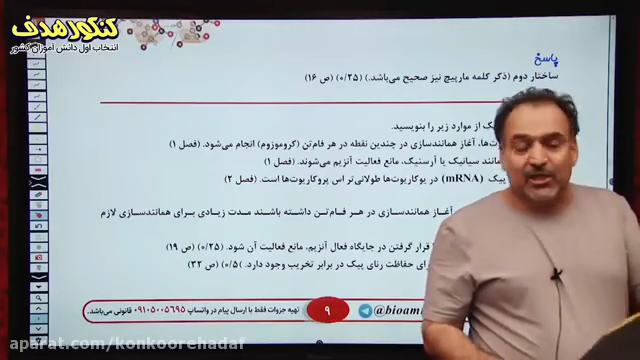 کنکور هدف
انتخاب اول دانش آموزان کشور
پاسخ
ساختار دوم (ذکر کلمه مارپیچ نیز صحیح می‌باشد.) (۰/۲۵) (ص ۱۶)
ک از موارد زیر را بنویسید.
آغاز همانندسازی در چندین نقطه در هر فام‌تن (کروموزوم) انجام می‌شود. (فصل ۱)
مانند سیانیک یا آرسنیک، مانع فعالیت آنزیم می‌شوند. (فصل ۱)
پیک (mRNA) در یوکاریوت‌ها طولانی‌تر اس پروکاریوت‌ها است. (فصل ۲)
آغاز همانندسازی در هر فام‌تن داشته باشند مدت زیادی برای همانندسازی لازم
قرار گرفتن در جایگاه فعال آنزیم، مانع فعالیت آن شود. (۰/۲۵) (ص ۱۹)
رای حفاظت رنای پیک در برابر تخریب وجود دارد. (۰/۵) (ص ۳۲)
تهیه جزوات فقط با ارسال پیام در واتساپ ۰۹۱۰۵۰۰۵۶۹۵ قانونی می‌باشد.
۹
@bioam
aparat.com/konkoorehadaf